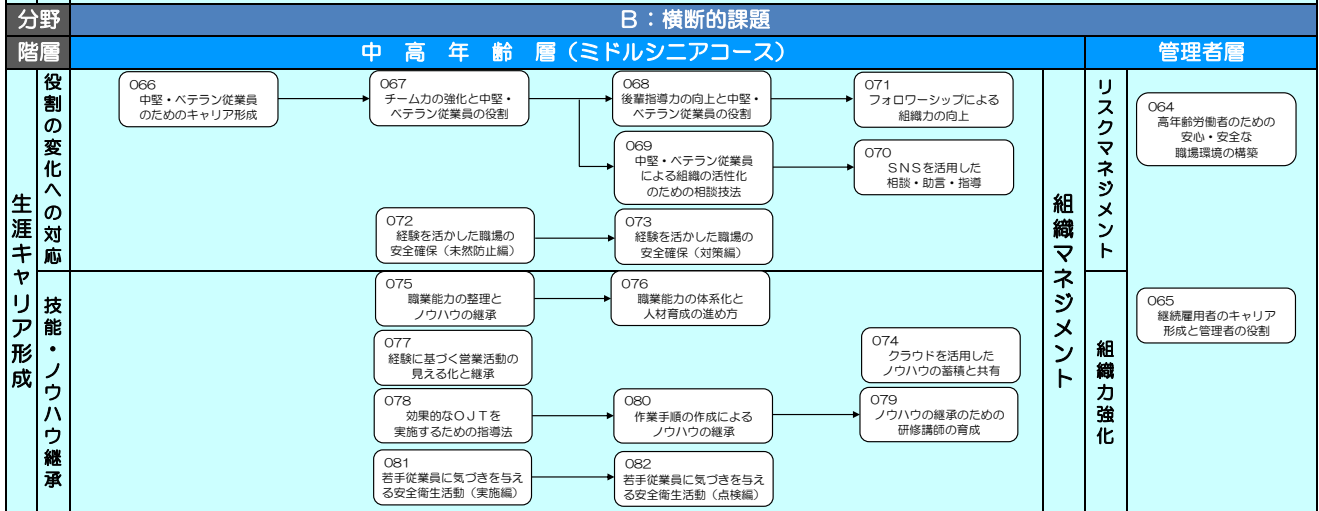 分野
B：横断的課題
階層
中高年齢層（ミドルシニアコース）
管理者層
生涯キャリア形成
役割の変化への対応
066
中堅・ベテラン従業員
のためのキャリア形成
067
チーム力の強化と中堅・
ベテラン従業員の役割
068
後輩指導力の向上と中堅・
ベテラン従業員の役割
071
フォロワーシップによる
組織力の向上
069
中堅・ベテラン従業員
による組織の活性化
のための相談技法
070
ＳＮＳを活用した
相談・助言・指導
072
経験を活かした職場の
安全確保（未然防止編）
073
経験を活かした職場の
安全確保（対策編）
技能・ノウハウ継承
075
職業能力の整理と
ノウハウの継承
076
職業能力の体系化と
人材育成の進め方
077
経験に基づく営業活動の
見える化と継承
074
クラウドを活用した
ノウハウの蓄積と共有
078
効果的なＯＪＴを
実施するための指導法
080
作業手順の作成による
ノウハウの継承
079
ノウハウの継承のための
研修講師の育成
081
若手従業員に気づきを与え
る安全衛生活動（実施編）
082
若手従業員に気づきを与え
る安全衛生活動（点検編）
組織マネジメント
リスクマネジメント
064
高年齢労働者のための
安心・安全な
職場環境の構築
組織力強化
065
継続雇用者のキャリア
形成と管理者の役割